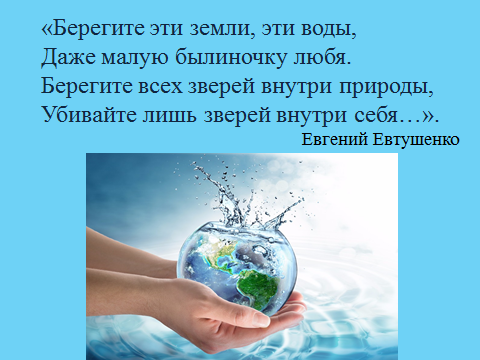 «Берегите эти земли, эти воды,
Даже малую былиночку любя.
Берегите всех зверей внутри природы,
Убивайте лишь зверей внутри себя…».
Евгений Евтушенко